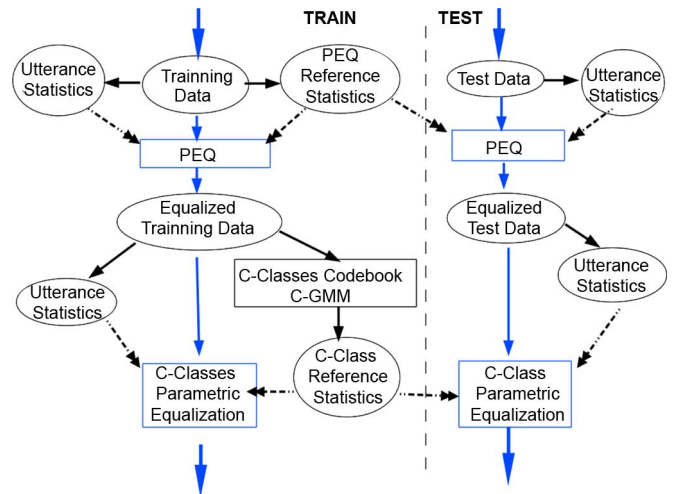 TRAIN
TEST
Utterance
Statistics
Trainning
Data
PEQ
Reference
Statistics
Test Data
Utterance
Statistics
PEQ
PEQ
Equalized
Trainning Data
Equalized
Test Data
Utterance
Statistics
C-Classes Codebook
C-GMM
Utterance
Statistics
C-Classes
Parametric
Equalization
C-Class
Reference
Statistics
C-Class
Parametric
Equalization